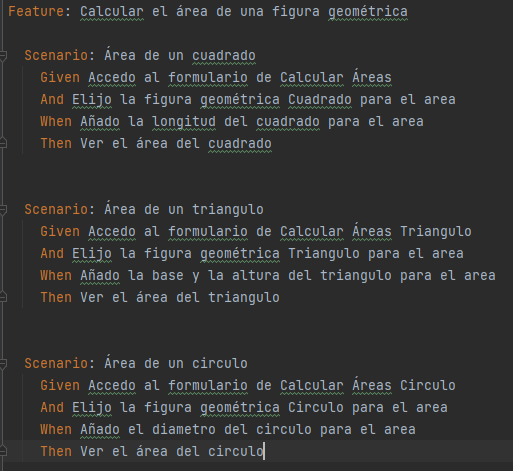 Feature: Calcular el área de una figura geométrica
Scenario: Área de un cuadrado
Given Accedo al formulario de Calcular Áreas
And Elijo la figura geométrica Cuadrado para el area
When Añado la longitud del cuadrado para el area
Then Ver el área del cuadrado
Scenario: Área de un triangulo
Given Accedo al formulario de Calcular Áreas Triangulo
And Elijo la figura geométrica Triangulo para el area
When Añado la base y la altura del triangulo para el area
Then Ver el área del triangulo
Scenario: Área de un circulo
Given Accedo al formulario de Calcular Áreas Circulo
And Elijo la figura geométrica Circulo para el area
When Añado el diametro del circulo para el area
Then Ver el área del circulo